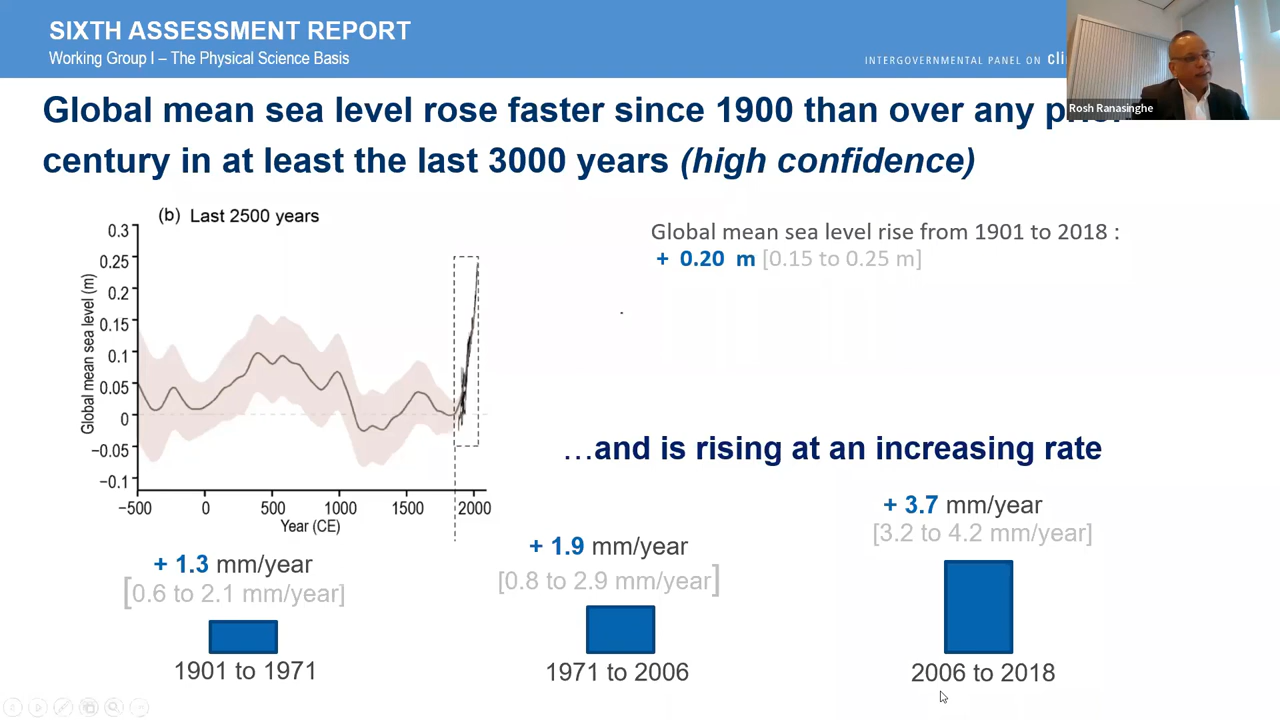 SIXTH ASSESSMENT REPORT
Working Group I – The Physical Science Basis
INTERGOVERNMENTAL PANEL ON
Rosh Ranasinghe
Global mean sea level rose faster since 1900 than over any
century in at least the last 3000 years (high confidence)
(b) Last 2500 years
0.3
0.25
0.2
0.15
0.1
0.05
0
−0.05
−0.1
Global mean sea level (m)
−500
0
500
1000
1500
2000
Year (CE)
Global mean sea level rise from 1901 to 2018 :
+ 0.20 m [0.15 to 0.25 m]
…and is rising at an increasing rate
+ 1.3 mm/year
[0.6 to 2.1 mm/year]
1901 to 1971
+ 1.9 mm/year
[0.8 to 2.9 mm/year]
1971 to 2006
+ 3.7 mm/year
[3.2 to 4.2 mm/year]
2006 to 2018